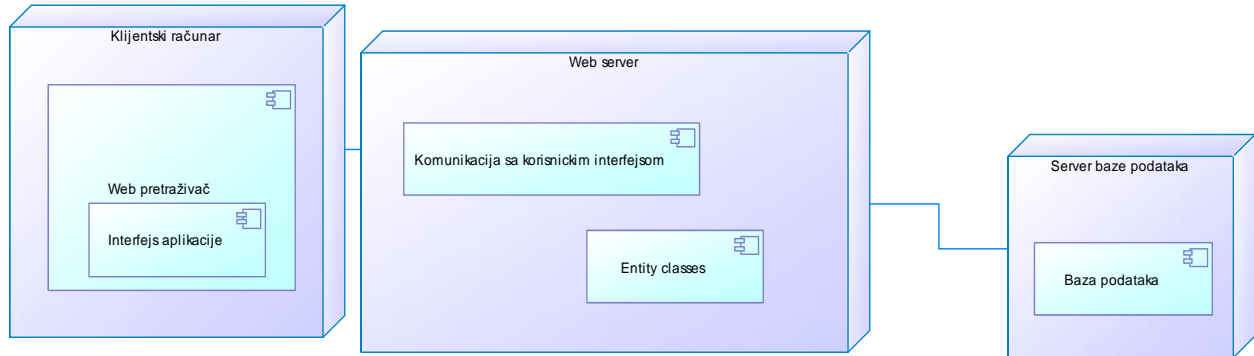 Klijentski računar
Web pretraživač
Interfejs aplikacije
Web server
Komunikacija sa korisnickim interfejsom
Entity classes
Server baze podataka
Baza podataka